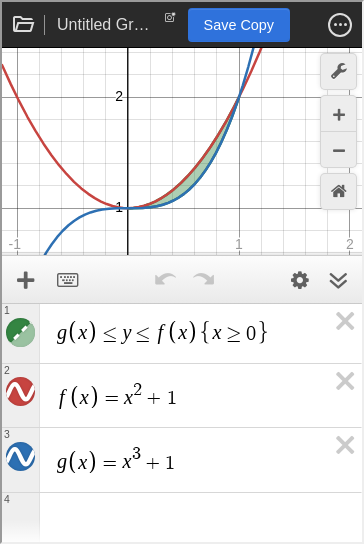 Untitled Gr...
Save Copy
2
1
-1
1
2
1
g(x) ≤ y ≤ f(x){x ≥ 0}
2
f(x) = x² + 1
3
g(x) = x³ + 1
4